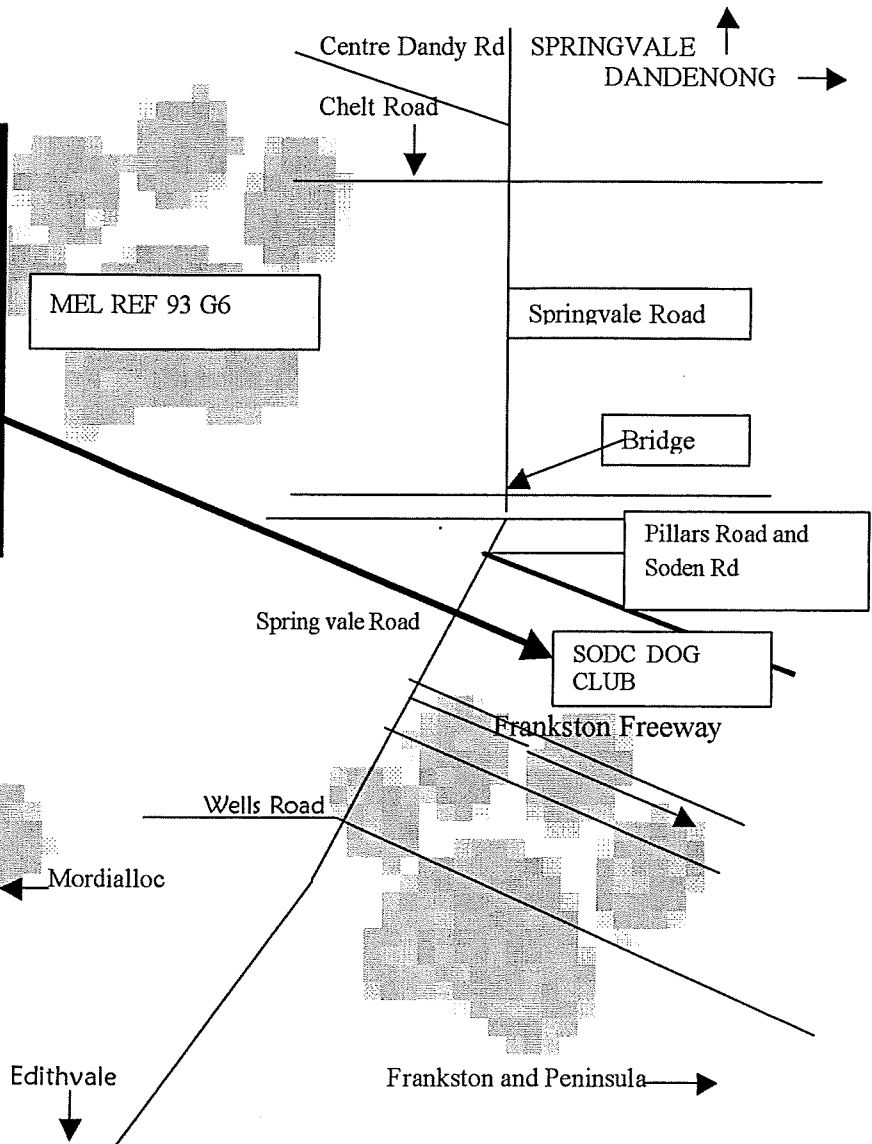 Centre Dandy Rd
SPRINGVALE
DANDENONG
Chelt Road
MEL REF 93 G6
Springvale Road
Bridge
Pillars Road and
Soden Rd
Spring vale Road
SODC DOG
CLUB
Frankston Freeway
Wells Road
Mordialloc
Edithvale
Frankston and Peninsula